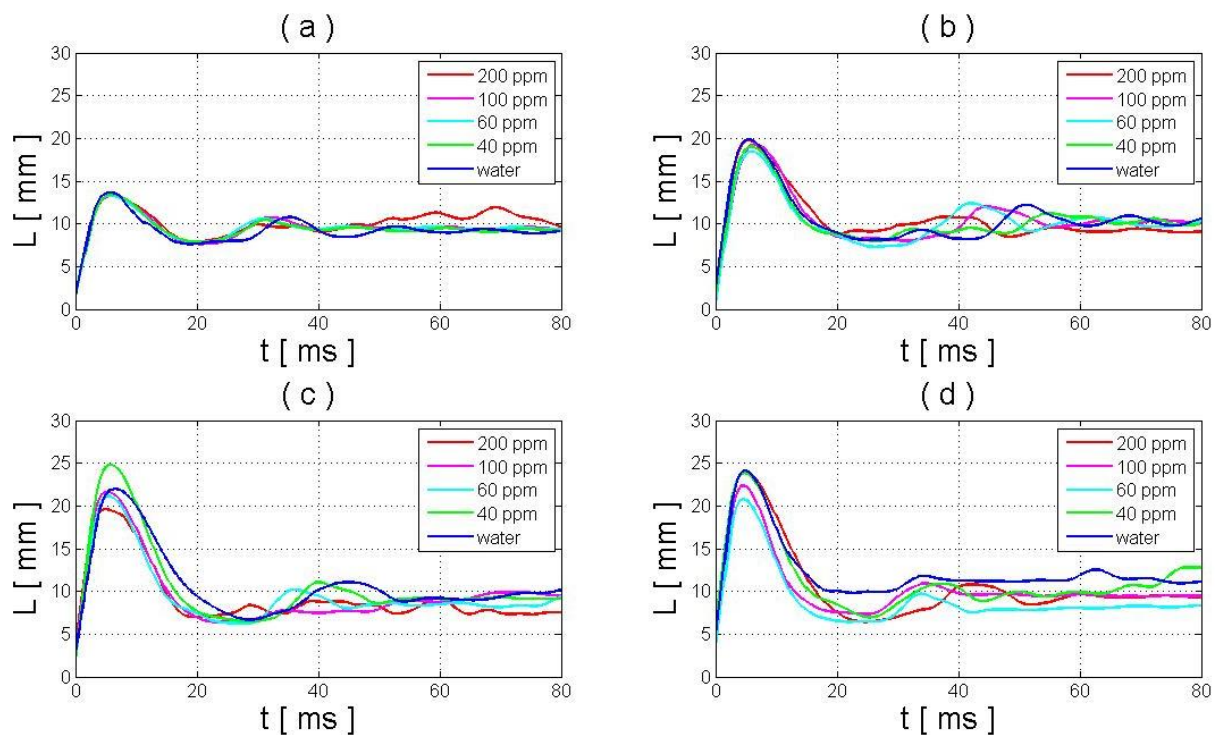 ( a )
30
25
20
15
10
5
0
L [ mm ]
200 ppm
100 ppm
60 ppm
40 ppm
water
0 20 40 60 80
t [ ms ]
( b )
30
25
20
15
10
5
0
L [ mm ]
200 ppm
100 ppm
60 ppm
40 ppm
water
0 20 40 60 80
t [ ms ]
( c )
30
25
20
15
10
5
0
L [ mm ]
200 ppm
100 ppm
60 ppm
40 ppm
water
0 20 40 60 80
t [ ms ]
( d )
30
25
20
15
10
5
0
L [ mm ]
200 ppm
100 ppm
60 ppm
40 ppm
water
0 20 40 60 80
t [ ms ]